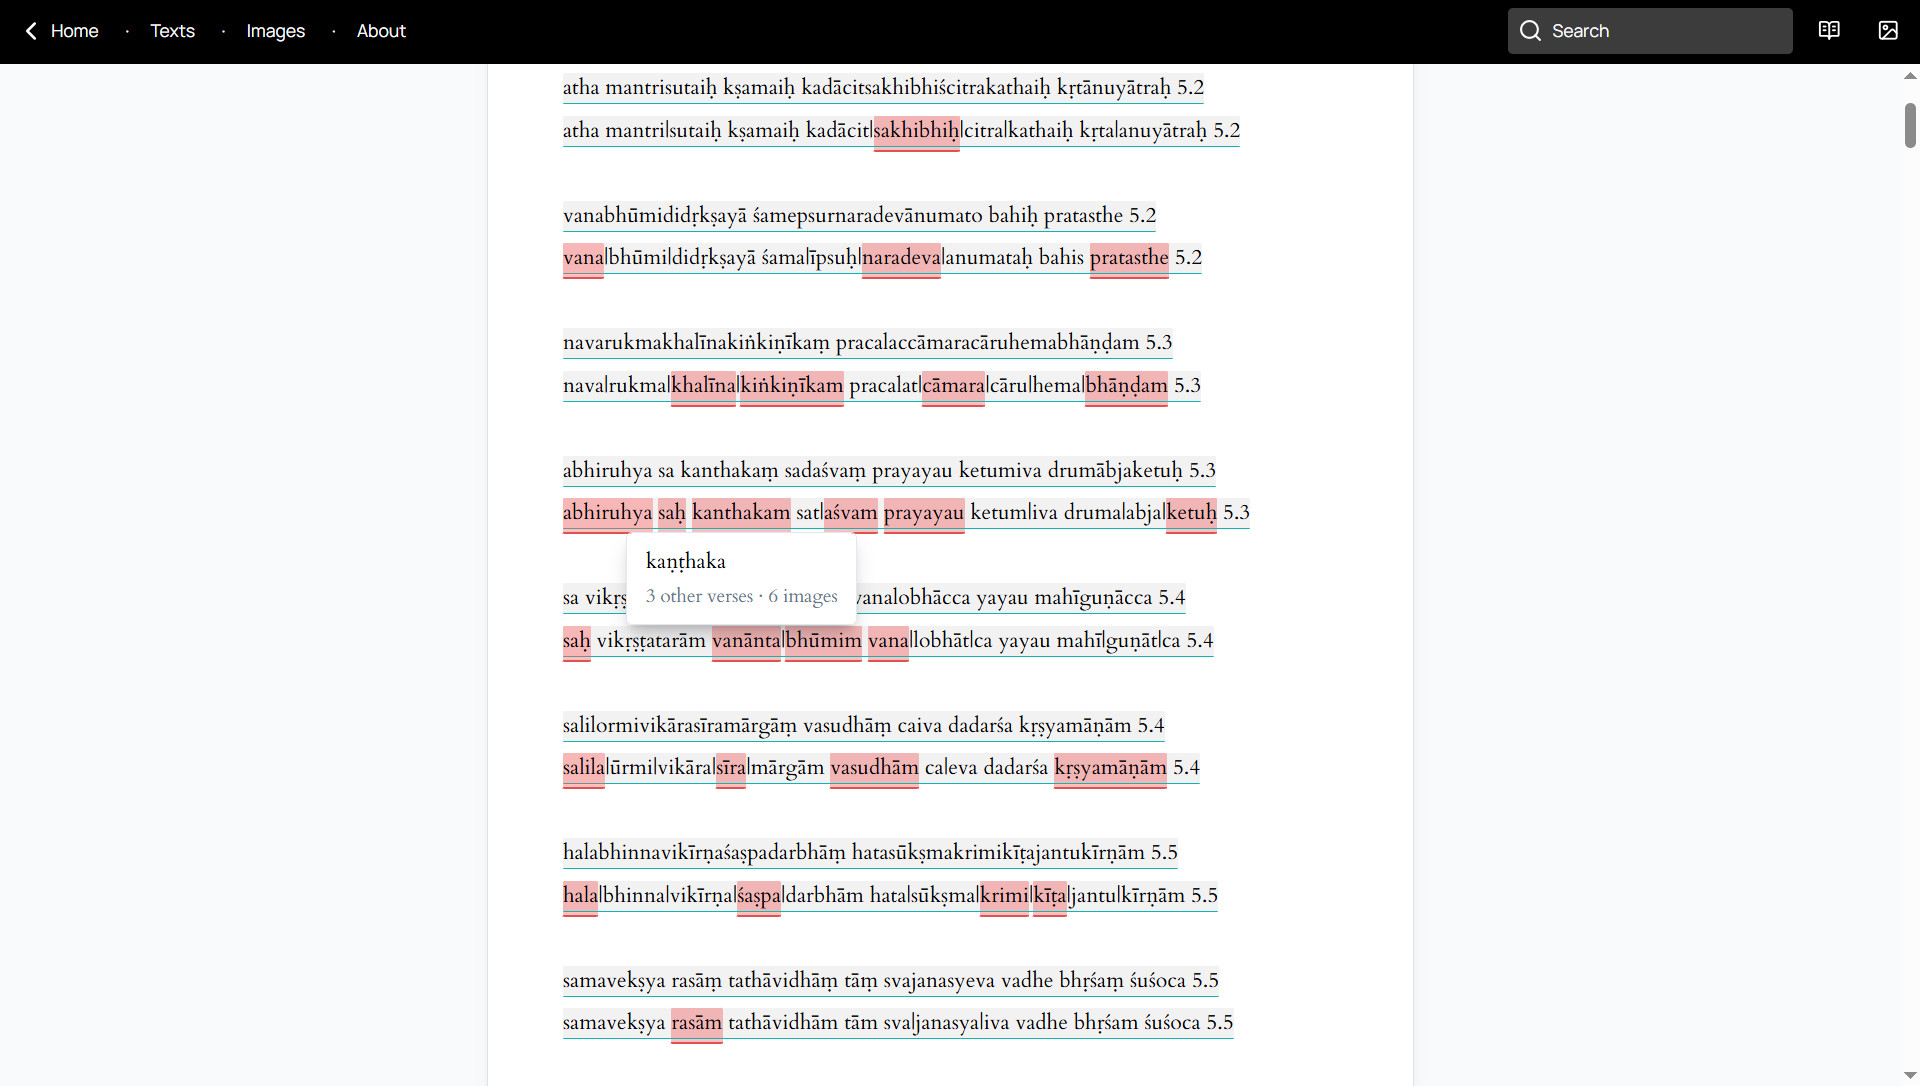 Home · Texts · Images · About Search
atha mantrisutaiḥ kṣamaiḥ kadācitsakhibhiścitrakathaiḥ kṛtānuyātraḥ 5.2
atha mantri|sutaiḥ kṣamaiḥ kadācit|sakhibhiḥ|citra|kathaiḥ kṛta|anuyātraḥ 5.2
vanabhūmididṛkṣayā śamepsurnaradevānumato bahiḥ pratasthe 5.2
vana|bhūmi|didṛkṣayā śama|īpsuḥ|naradeva|anumataḥ bahis pratasthe 5.2
navarukmakhalīnakiṅkiṇīkaṃ pracalaccāmaracāruhemabhāṇḍam 5.3
nava|rukma|khalīna|kiṅkiṇīkam pracalat|cāmara|cāru|hema|bhāṇḍam 5.3
abhiruhya sa kanthakaṃ sadaśvaṃ prayayau ketumiva drumābjaketuḥ 5.3
abhiruhya saḥ kanthakam sat|aśvam prayayau ketum|iva druma|abja|ketuḥ 5.3
kaṇṭhaka
3 other verses · 6 images
sa vikṛṣ vanalobhācca yayau mahīguṇācca 5.4
saḥ vikṛṣṭatarām vanānta|bhūmim vana|lobhāt|ca yayau mahī|guṇāt|ca 5.4
salilormivikārasīramārgāṃ vasudhāṃ caiva dadarśa kṛṣyamāṇām 5.4
salila|ūrmi|vikāra|sīra|mārgām vasudhām ca|eva dadarśa kṛṣyamāṇām 5.4
halabhinnavikīrṇaśaṣpadarbhāṃ hatasūkṣmakrimikīṭajantukīrṇām 5.5
hala|bhinna|vikīrṇa|śaṣpa|darbhām hata|sūkṣma|krimi|kīṭa|jantu|kīrṇām 5.5
samavekṣya rasāṃ tathāvidhāṃ tāṃ svajanasyeva vadhe bhṛśaṃ śuśoca 5.5
samavekṣya rasām tathāvidhām tām sva|janasya|iva vadhe bhṛśam śuśoca 5.5